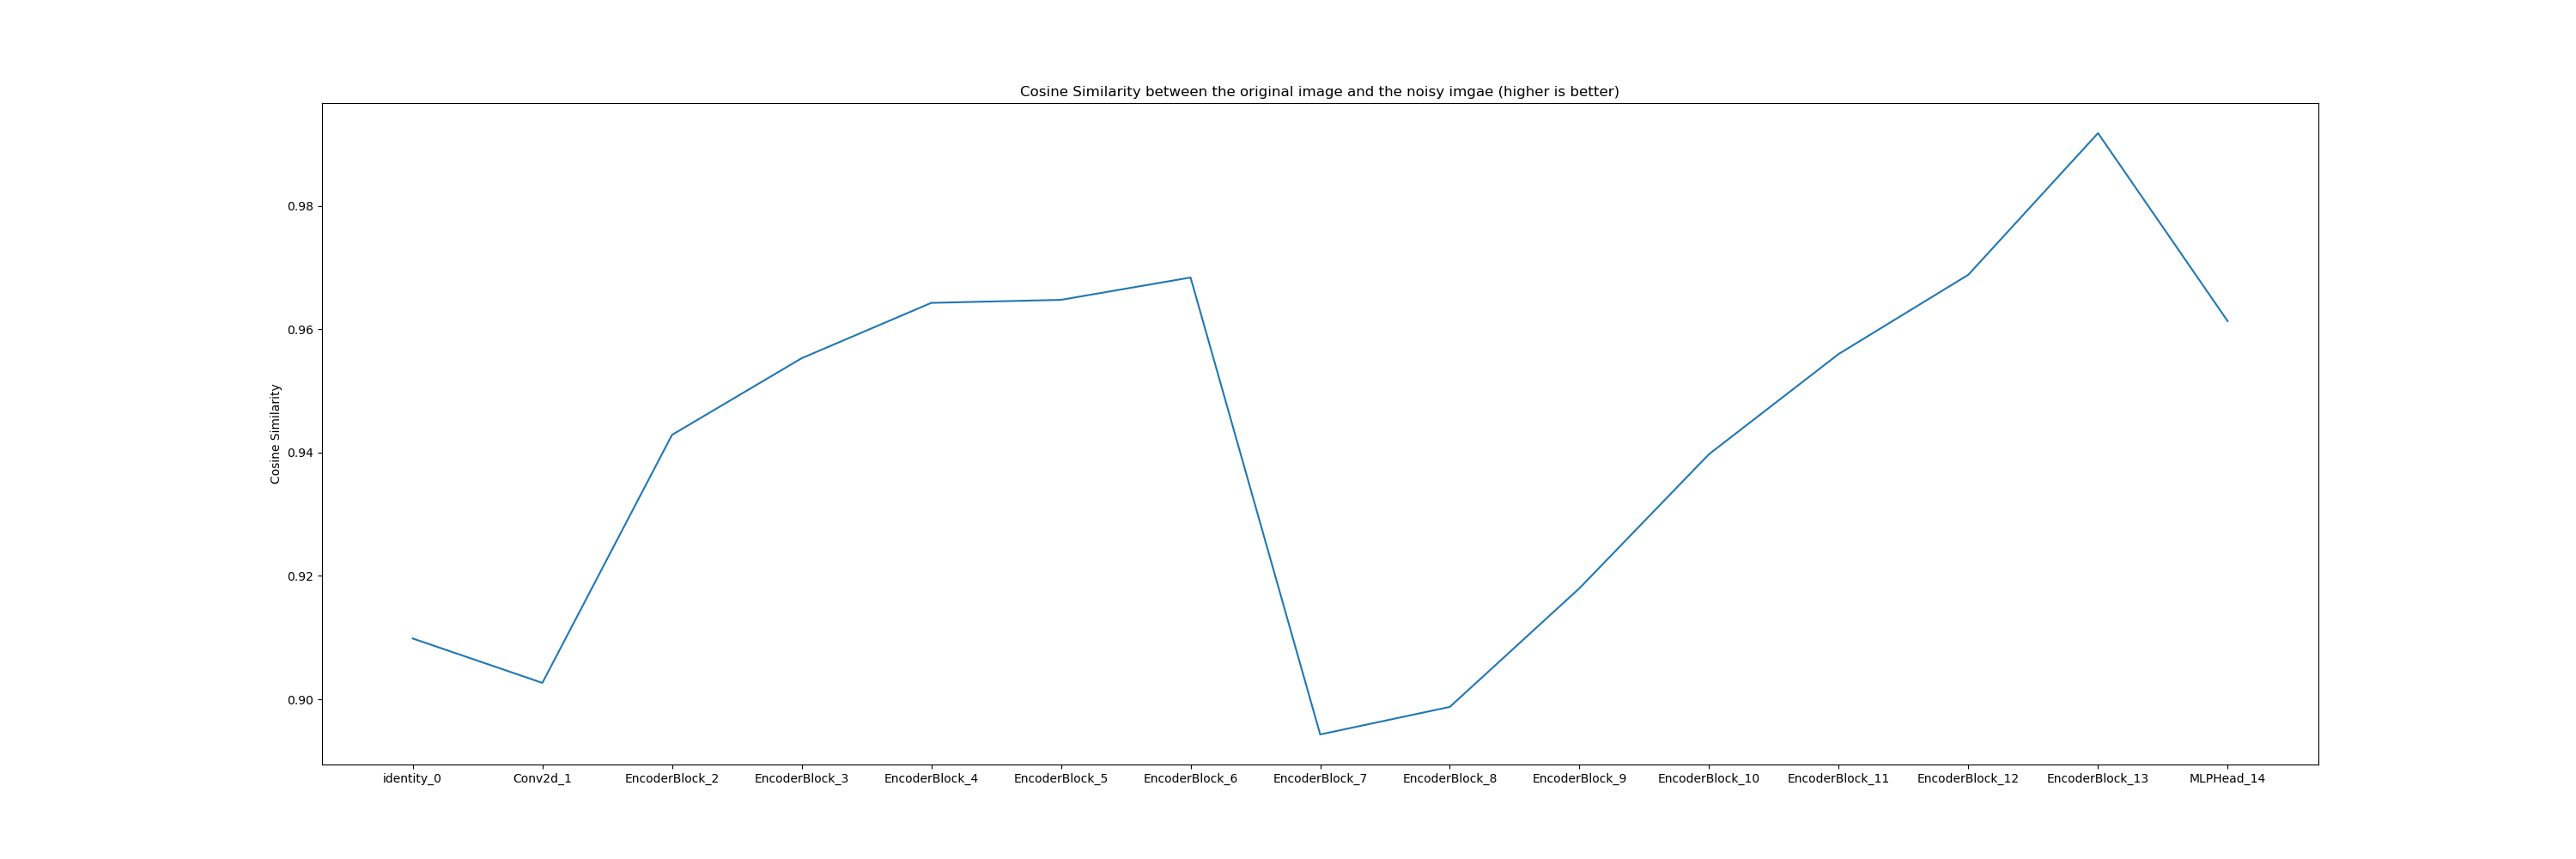 Cosine Similarity between the original image and the noisy imgae (higher is better)
Cosine Similarity
0.98
0.96
0.94
0.92
0.90
identity_0 Conv2d_1 EncoderBlock_2 EncoderBlock_3 EncoderBlock_4 EncoderBlock_5 EncoderBlock_6 EncoderBlock_7 EncoderBlock_8 EncoderBlock_9 EncoderBlock_10 EncoderBlock_11 EncoderBlock_12 EncoderBlock_13 MLPHead_14